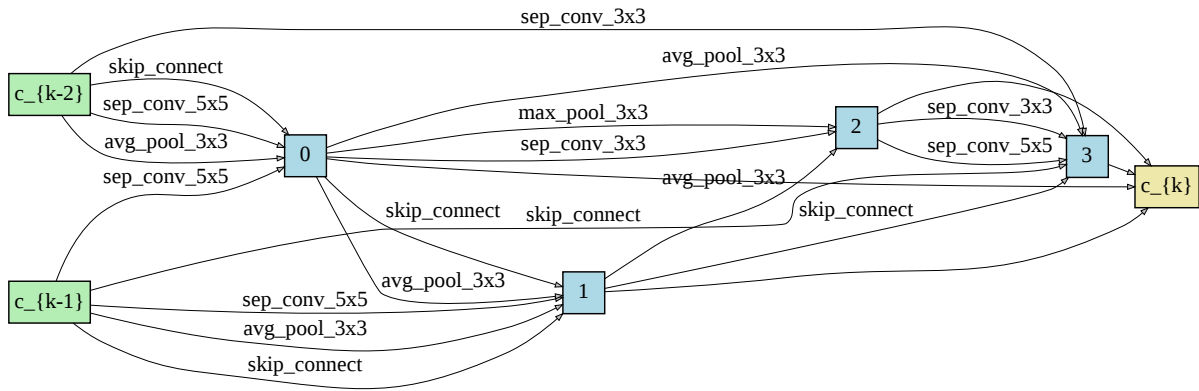 sep_conv_3x3
c_{k-2}
skip_connect
sep_conv_5x5
avg_pool_3x3
sep_conv_5x5
0
avg_pool_3x3
max_pool_3x3
sep_conv_3x3
avg_pool_3x3
2
sep_conv_3x3
sep_conv_5x5
3
c_{k}
skip_connect
skip_connect
skip_connect
c_{k-1}
avg_pool_3x3
sep_conv_5x5
avg_pool_3x3
skip_connect
1